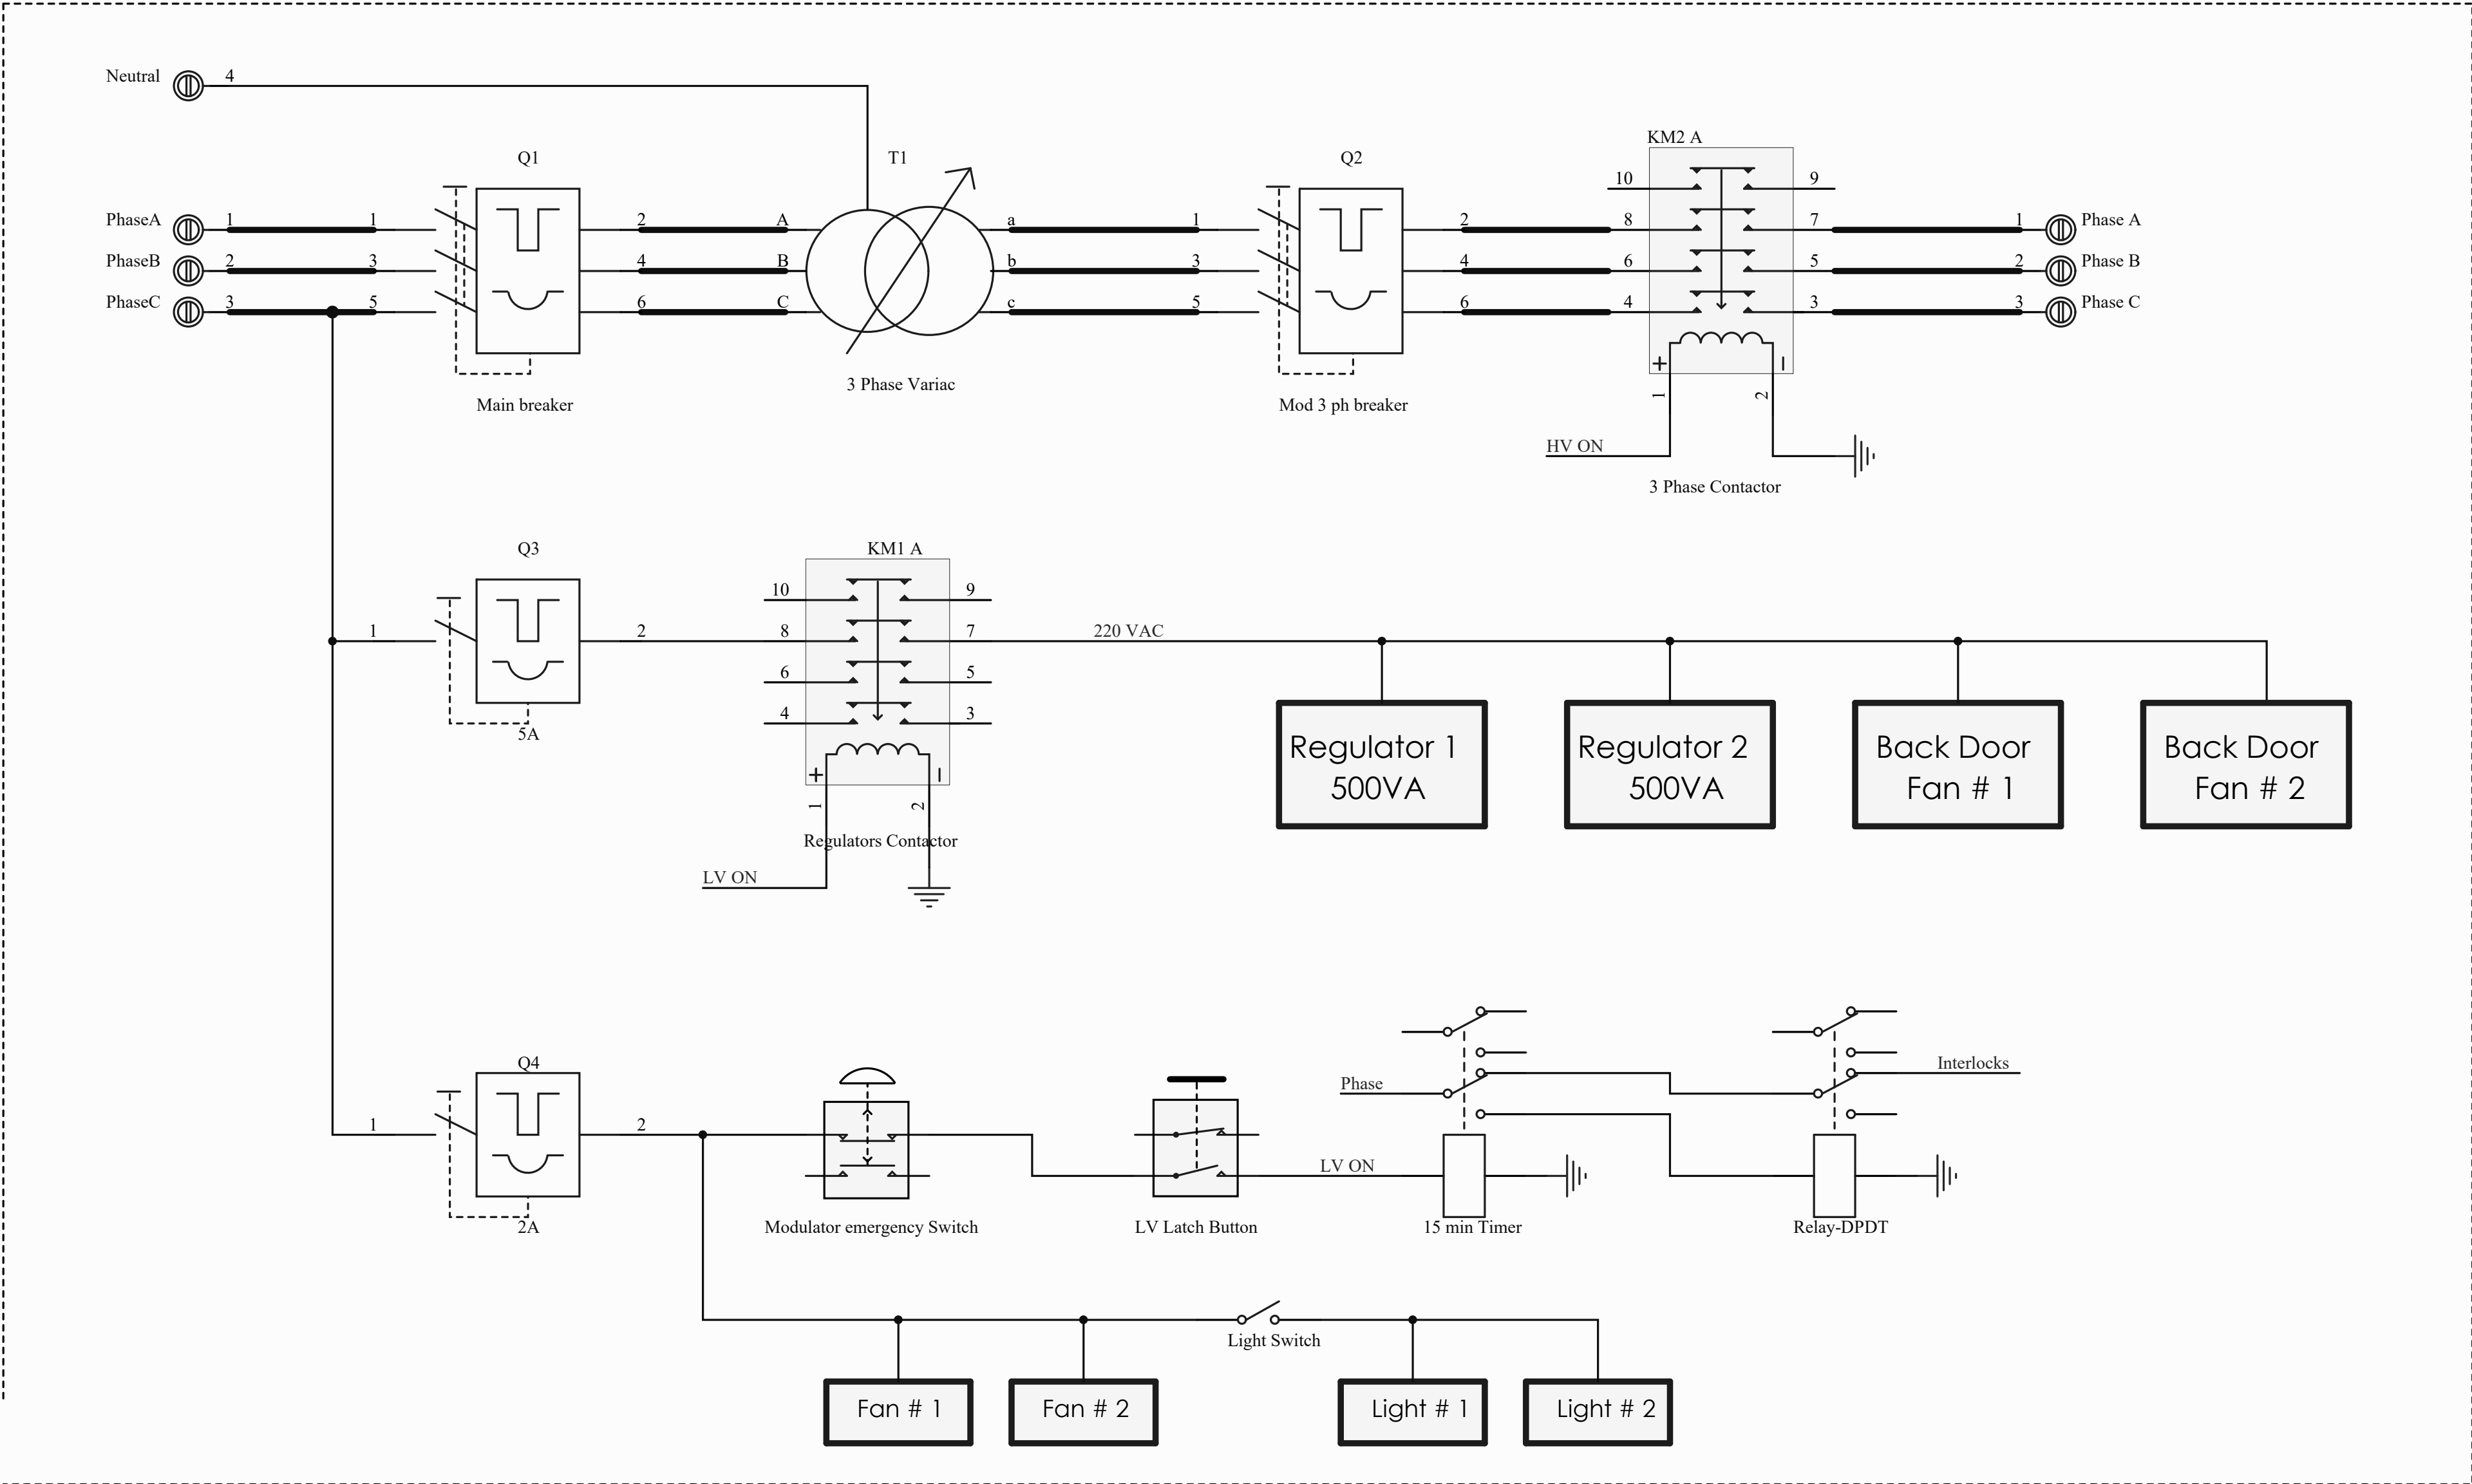 Neutral 4
KM2 A
Q1 T1 Q2
10 9
PhaseA 1 1 2 A a 1 2 8 7 1 Phase A
PhaseB 2 3 4 B b 3 4 6 5 2 Phase B
PhaseC 3 5 6 C c 5 6 4 3 3 Phase C
+ −
3 Phase Variac
1 2
Main breaker Mod 3 ph breaker
HV ON
3 Phase Contactor
Q3 KM1 A
10 9
1 2 8 7 220 VAC
6 5
4 3
5A
Regulator 1
500VA
Regulator 2
500VA
Back Door
Fan # 1
Back Door
Fan # 2
+ −
1 2
Regulators Contactor
LV ON
Q4
Interlocks
Phase
1 2
LV ON
2A
Modulator emergency Switch
LV Latch Button
15 min Timer
Relay-DPDT
Light Switch
Fan # 1
Fan # 2
Light # 1
Light # 2